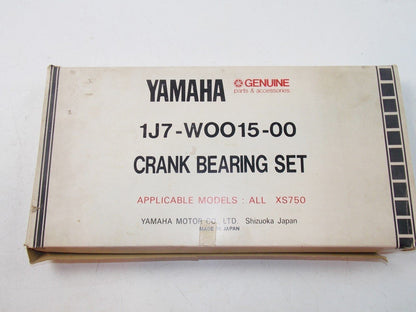 YAMAHA GENUINE
parts & accessories
1J7-WOO15-00
CRANK BEARING SET
APPLICABLE MODELS : ALL XS750
YAMAHA MOTOR CO., LTD. Shizuoka Japan
MADE IN JAPAN